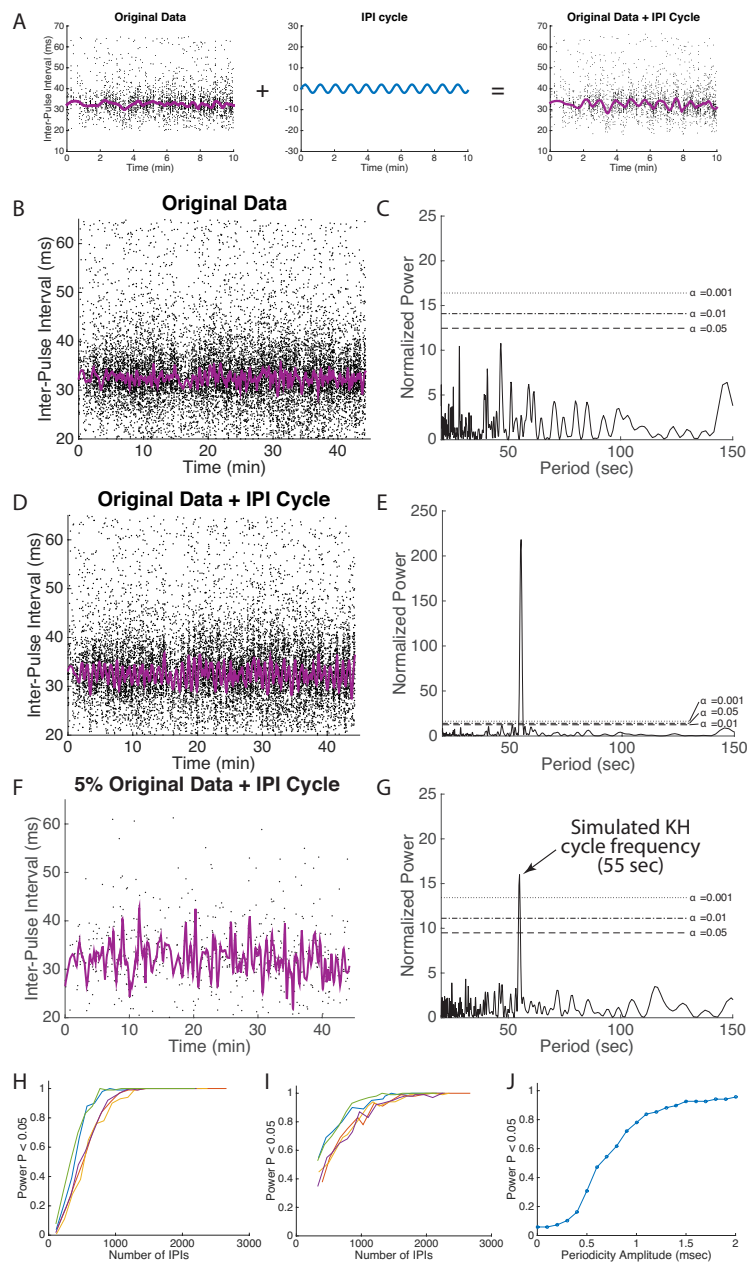 A
Original Data
IPI cycle
Original Data + IPI Cycle
Inter-Pulse Interval (ms)
70
60
50
40
30
20
10
0 2 4 6 8 10
Time (min)
+
30
20
10
0
-10
-20
-30
0 10
Time (min)
=
70
60
50
40
30
20
10
0 2 4 6 8 10
Time (min)
B
Original Data
Inter-Pulse Interval (ms)
60
50
40
30
20
0 10 20 30 40
Time (min)
C
Normalized Power
25
20
15
10
5
0
α =0.001
α =0.01
α =0.05
50 100 150
Period (sec)
D
Original Data + IPI Cycle
Inter-Pulse Interval (ms)
60
50
40
30
20
0 10 20 30 40
Time (min)
E
Normalized Power
250
200
150
100
50
0
α =0.001
α =0.05
α =0.01
50 100 150
Period (sec)
F
5% Original Data + IPI Cycle
Inter-Pulse Interval (ms)
60
50
40
30
20
0 10 20 30 40
Time (min)
G
Normalized Power
25
20
15
10
5
0
Simulated KH
cycle frequency
(55 sec)
α =0.001
α =0.01
α =0.05
50 100 150
Period (sec)
H
Power P < 0.05
1
0.8
0.6
0.4
0.2
0
0 1000 2000 3000
Number of IPIs
I
Power P < 0.05
1
0.8
0.6
0.4
0.2
0
0 1000 2000 3000
Number of IPIs
J
Power P < 0.05
1
0.8
0.6
0.4
0.2
0
0 0.5 1 1.5 2
Periodicity Amplitude (msec)